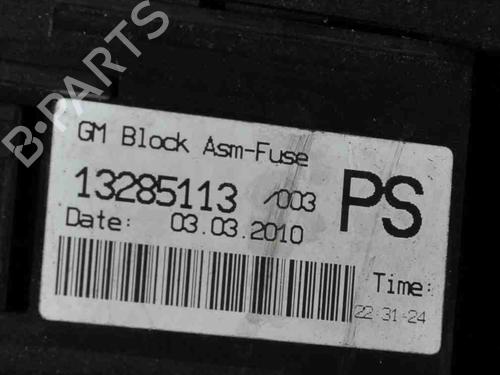 B-PARTS
GM Block Asm-Fuse
13285113 /003 PS
Date: 03.03.2010
Time:
22-31-24